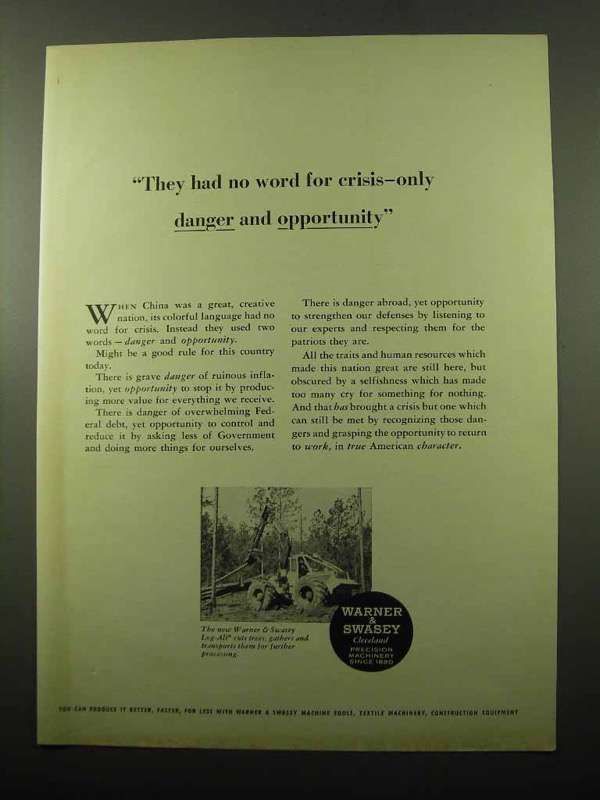 “They had no word for crisis—only
danger and opportunity”
WHEN China was a great, creative
nation, its colorful language had no
word for crisis. Instead they used two
words — danger and opportunity.
Might be a good rule for this country
today.
There is grave danger of ruinous infla-
tion, yet opportunity to stop it by produc-
ing more value for everything we receive.
There is danger of overwhelming Fed-
eral debt, yet opportunity to control and
reduce it by asking less of Government
and doing more things for ourselves.
There is danger abroad, yet opportunity
to strengthen our defenses by listening to
our experts and respecting them for the
patriots they are.
All the traits and human resources which
made this nation great are still here, but
obscured by a selfishness which has made
too many cry for something for nothing.
And that has brought a crisis but one which
can still be met by recognizing those dan-
gers and grasping the opportunity to return
to work, in true American character.
The new Warner & Swasey
Log-All® cuts trees, gathers and
transports them for further
processing.
WARNER
&
SWASEY
Cleveland
PRECISION
MACHINERY
SINCE 1880
YOU CAN PRODUCE IT BETTER, FASTER, FOR LESS WITH WARNER & SWASEY MACHINE TOOLS, TEXTILE MACHINERY, CONSTRUCTION EQUIPMENT